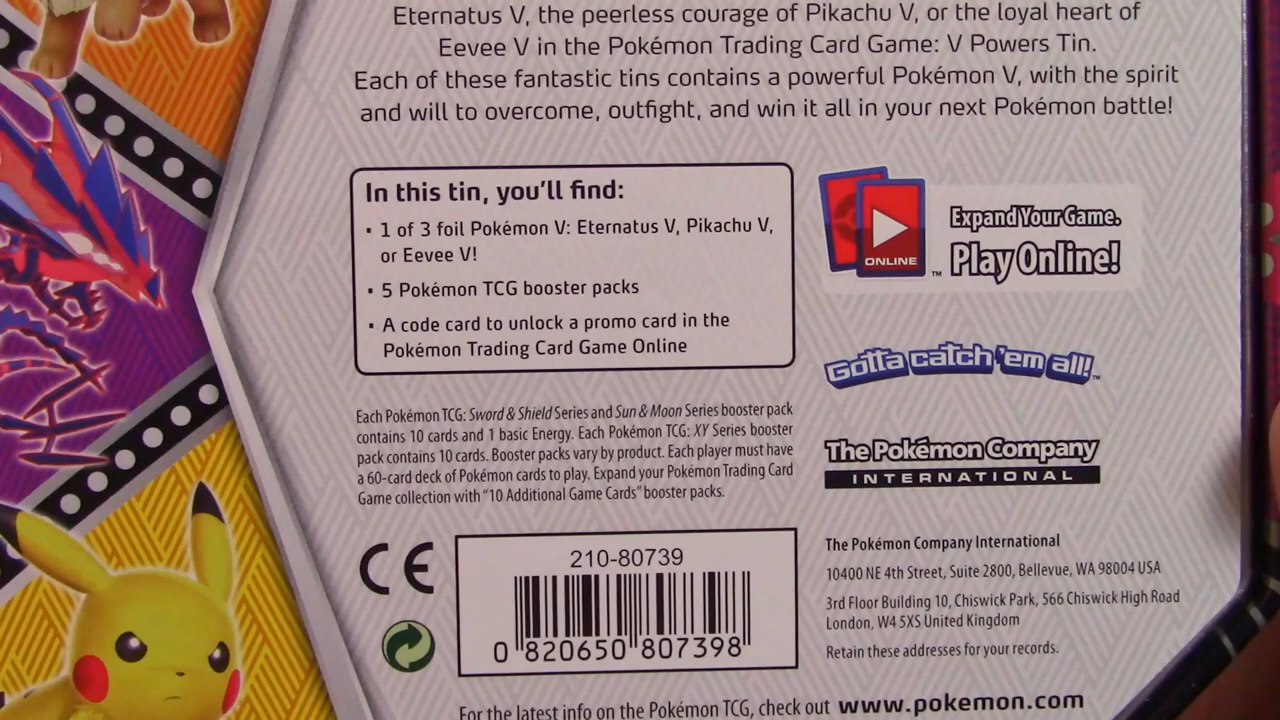 Eternatus V, the peerless courage of Pikachu V, or the loyal heart of
Eevee V in the Pokémon Trading Card Game: V Powers Tin.
Each of these fantastic tins contains a powerful Pokémon V, with the spirit
and will to overcome, outfight, and win it all in your next Pokémon battle!
In this tin, you'll find:
• 1 of 3 foil Pokémon V: Eternatus V, Pikachu V,
or Eevee V!
• 5 Pokémon TCG booster packs
• A code card to unlock a promo card in the
Pokémon Trading Card Game Online
Each Pokémon TCG: Sword & Shield Series and Sun & Moon Series booster pack
contains 10 cards and 1 basic Energy. Each Pokémon TCG: XY Series booster
pack contains 10 cards. Booster packs vary by product. Each player must have
a 60-card deck of Pokémon cards to play. Expand your Pokémon Trading Card
Game collection with "10 Additional Game Cards" booster packs.
CE
210-80739
0 820650 807398
ONLINE ™
Expand Your Game.
Play Online!
Gotta catch 'em all!™
The Pokémon Company
INTERNATIONAL
The Pokémon Company International
10400 NE 4th Street, Suite 2800, Bellevue, WA 98004 USA
3rd Floor Building 10, Chiswick Park, 566 Chiswick High Road
London, W4 5XS United Kingdom
Retain these addresses for your records.
For the latest info on the Pokémon TCG, check out www.pokemon.com